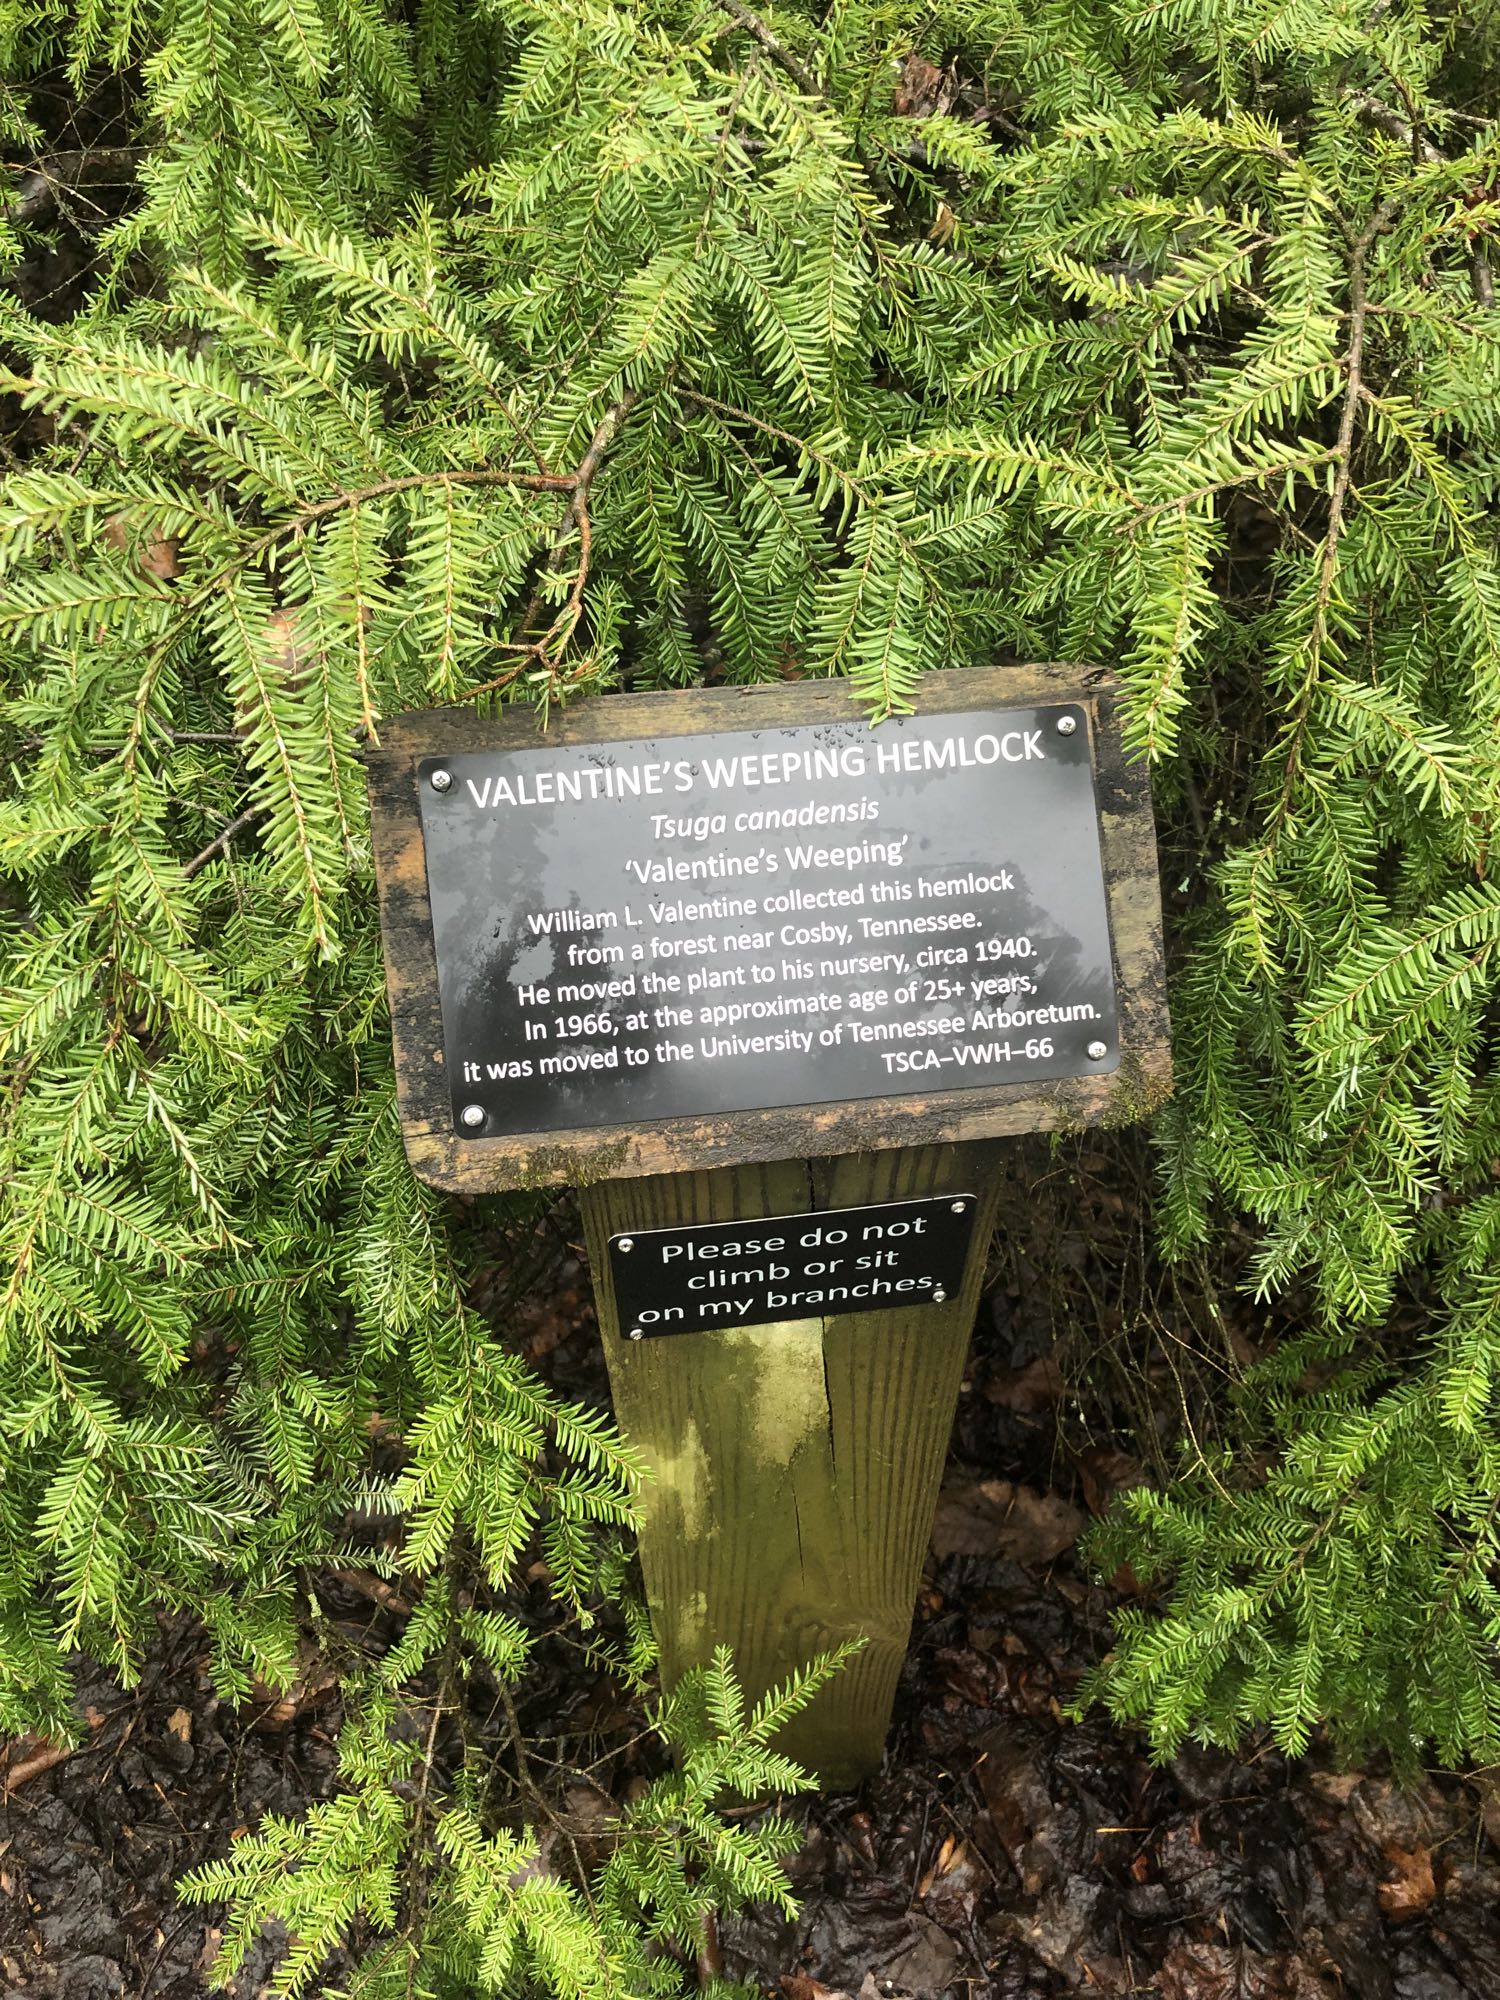 VALENTINE'S WEEPING HEMLOCK
Tsuga canadensis
‘Valentine's Weeping’
William L. Valentine collected this hemlock
from a forest near Cosby, Tennessee.
He moved the plant to his nursery, circa 1940.
In 1966, at the approximate age of 25+ years,
it was moved to the University of Tennessee Arboretum.
TSCA–VWH–66
Please do not
climb or sit
on my branches.